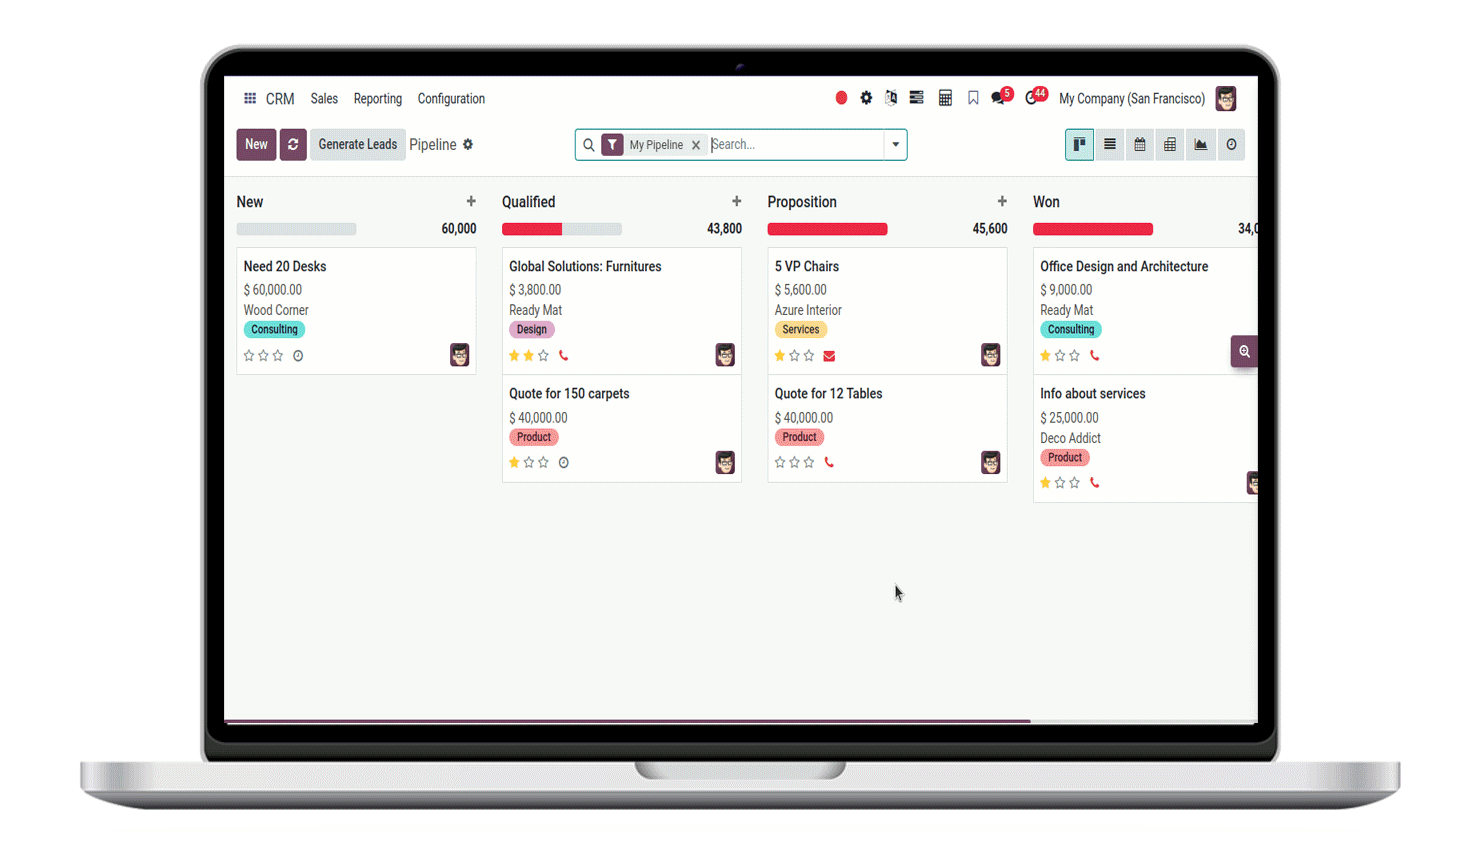 CRM Sales Reporting Configuration 5 44 My Company (San Francisco)
New Generate Leads Pipeline My Pipeline Search...
New
60,000
Need 20 Desks
$ 60,000.00
Wood Corner
Consulting
Qualified
43,800
Global Solutions: Furnitures
$ 3,800.00
Ready Mat
Design
Quote for 150 carpets
$ 40,000.00
Product
Proposition
45,600
5 VP Chairs
$ 5,600.00
Azure Interior
Services
Quote for 12 Tables
$ 40,000.00
Product
Won
34,0
Office Design and Architecture
$ 9,000.00
Ready Mat
Consulting
Info about services
$ 25,000.00
Deco Addict
Product